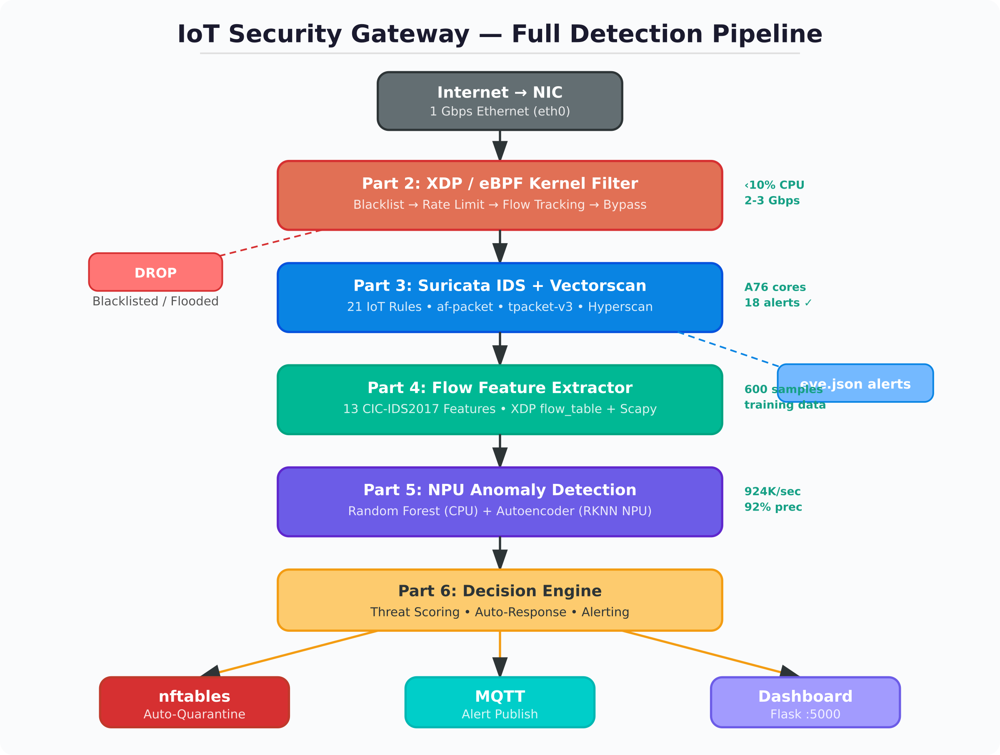 IoT Security Gateway — Full Detection Pipeline
Internet → NIC
1 Gbps Ethernet (eth0)
Part 2: XDP / eBPF Kernel Filter
Blacklist → Rate Limit → Flow Tracking → Bypass
‹10% CPU
2-3 Gbps
DROP
Blacklisted / Flooded
Part 3: Suricata IDS + Vectorscan
21 IoT Rules • af-packet • tpacket-v3 • Hyperscan
A76 cores
18 alerts ✓
eve.json alerts
Part 4: Flow Feature Extractor
13 CIC-IDS2017 Features • XDP flow_table + Scapy
600 samples
training data
Part 5: NPU Anomaly Detection
Random Forest (CPU) + Autoencoder (RKNN NPU)
924K/sec
92% prec
Part 6: Decision Engine
Threat Scoring • Auto-Response • Alerting
nftables
Auto-Quarantine
MQTT
Alert Publish
Dashboard
Flask :5000